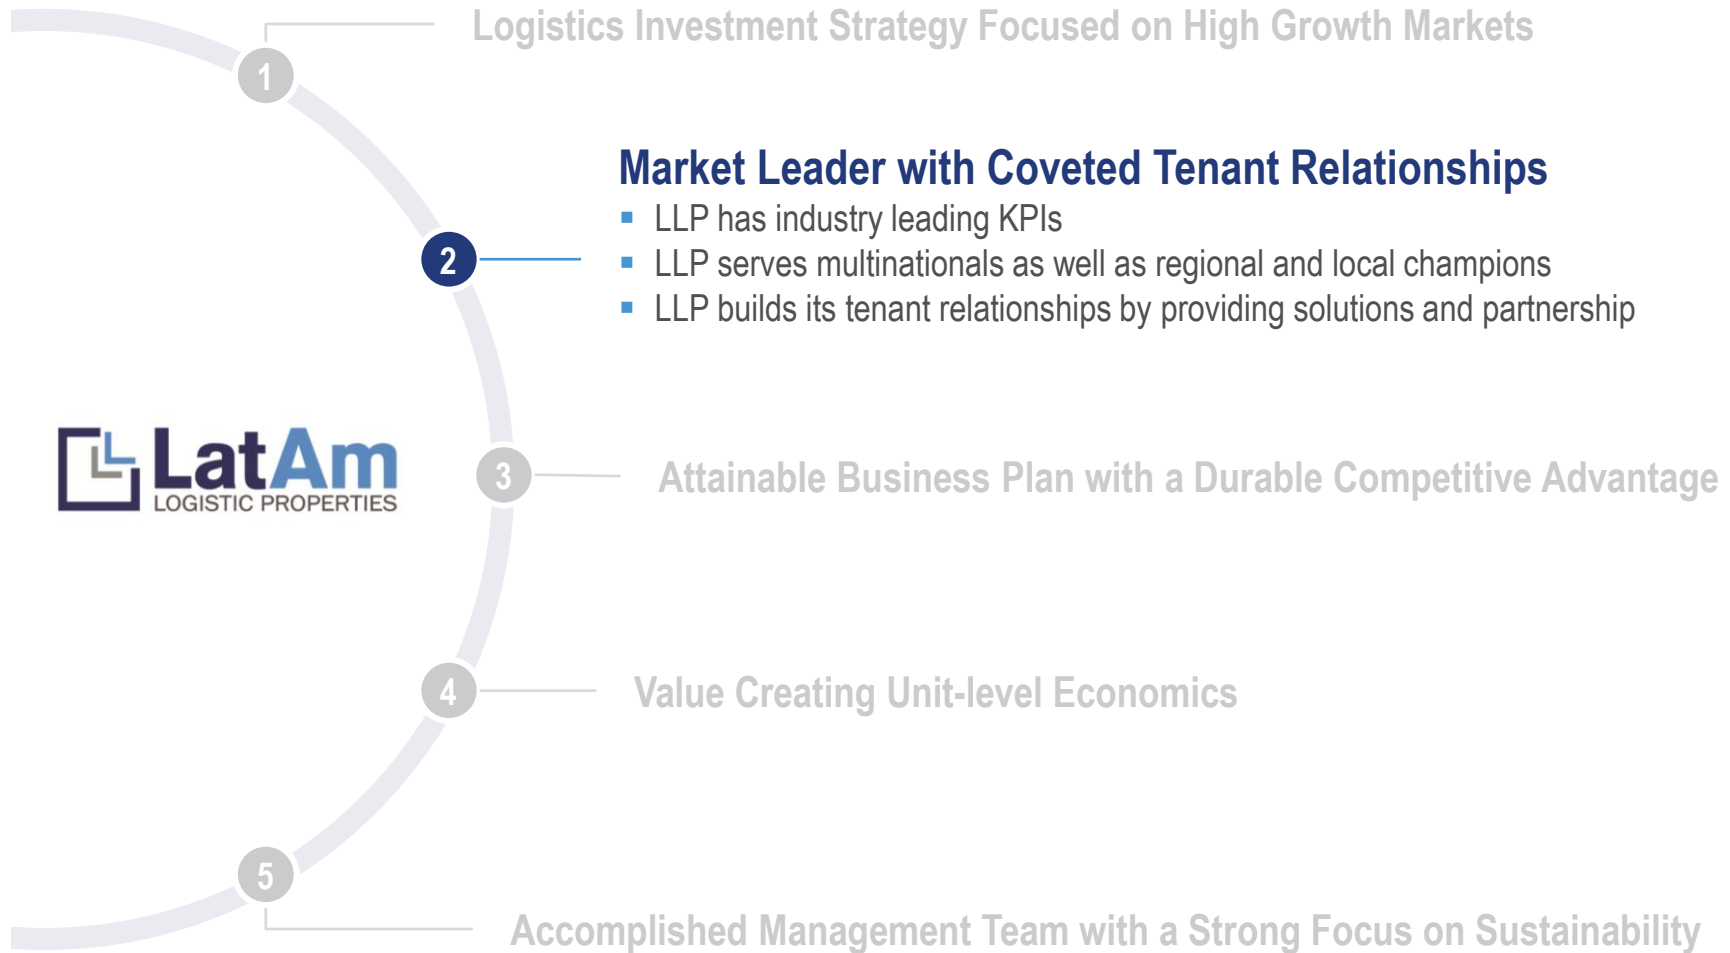 1
Logistics Investment Strategy Focused on High Growth Markets
2
Market Leader with Coveted Tenant Relationships
▪ LLP has industry leading KPIs
▪ LLP serves multinationals as well as regional and local champions
▪ LLP builds its tenant relationships by providing solutions and partnership
LatAm
LOGISTIC PROPERTIES
3
Attainable Business Plan with a Durable Competitive Advantage
4
Value Creating Unit-level Economics
5
Accomplished Management Team with a Strong Focus on Sustainability